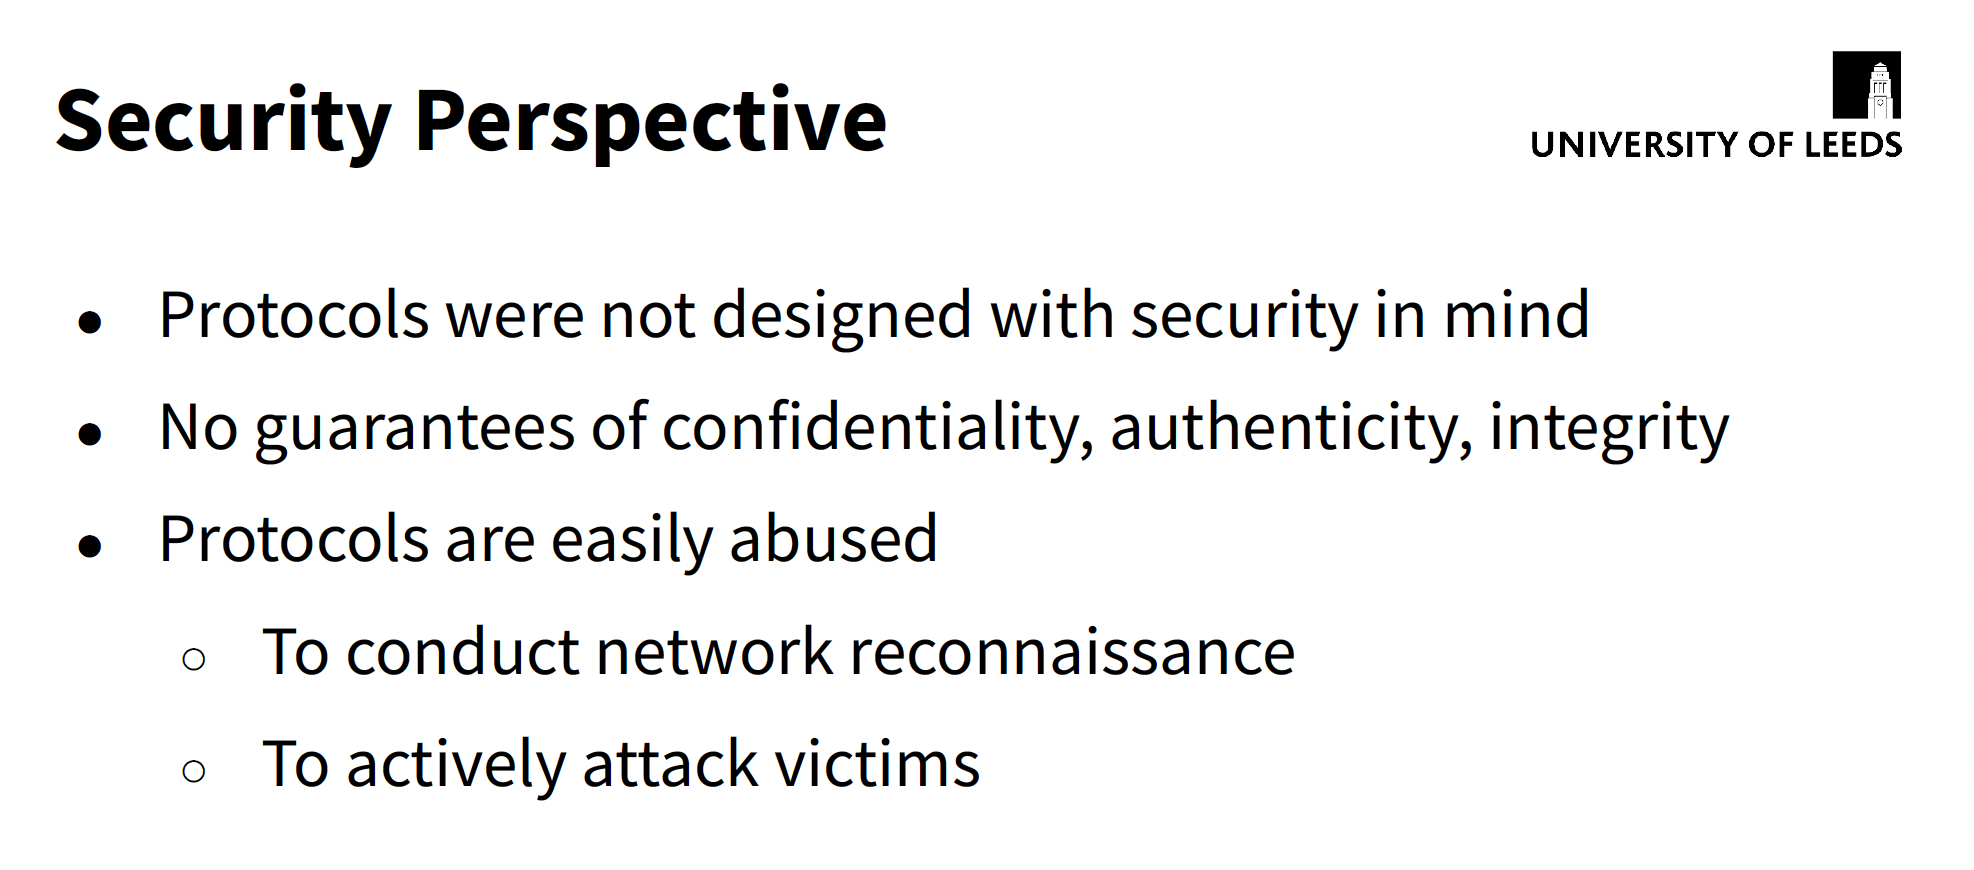 Security Perspective
UNIVERSITY OF LEEDS
● Protocols were not designed with security in mind
● No guarantees of confidentiality, authenticity, integrity
● Protocols are easily abused
○ To conduct network reconnaissance
○ To actively attack victims